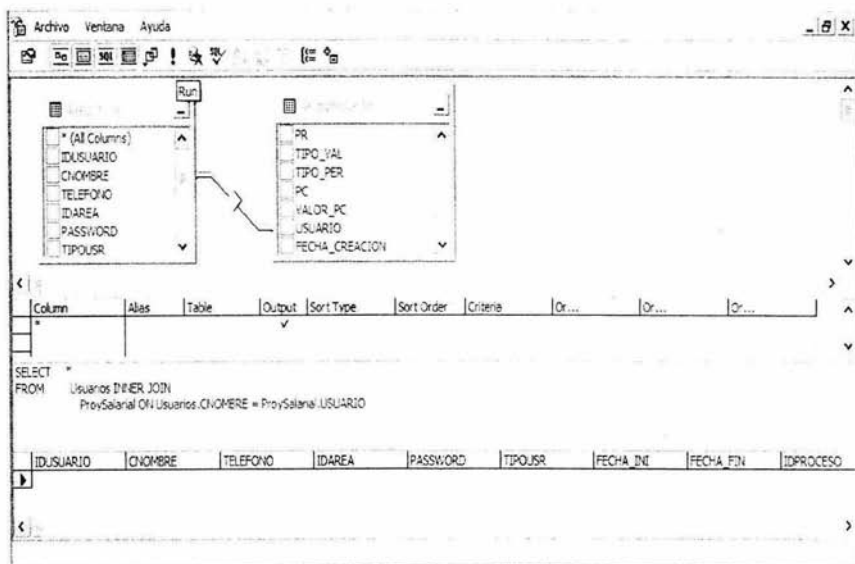 Archivo Ventana Ayuda
SQL
Run
* (All Columns)
IDUSUARIO
CNOMBRE
TELEFONO
IDAREA
PASSWORD
TIPOUSR
PR
TIPO_VAL
TIPO_PER
PC
VALOR_PC
USUARIO
FECHA_CREACION
Column Alias Table Output Sort Type Sort Order Criteria Or... Or... Or...
*
SELECT *
FROM Usuarios INNER JOIN
ProySalarial ON Usuarios.CNOMBRE = ProySalarial.USUARIO
IDUSUARIO CNOMBRE TELEFONO IDAREA PASSWORD TIPOUSR FECHA_INI FECHA_FIN IDPROCESO